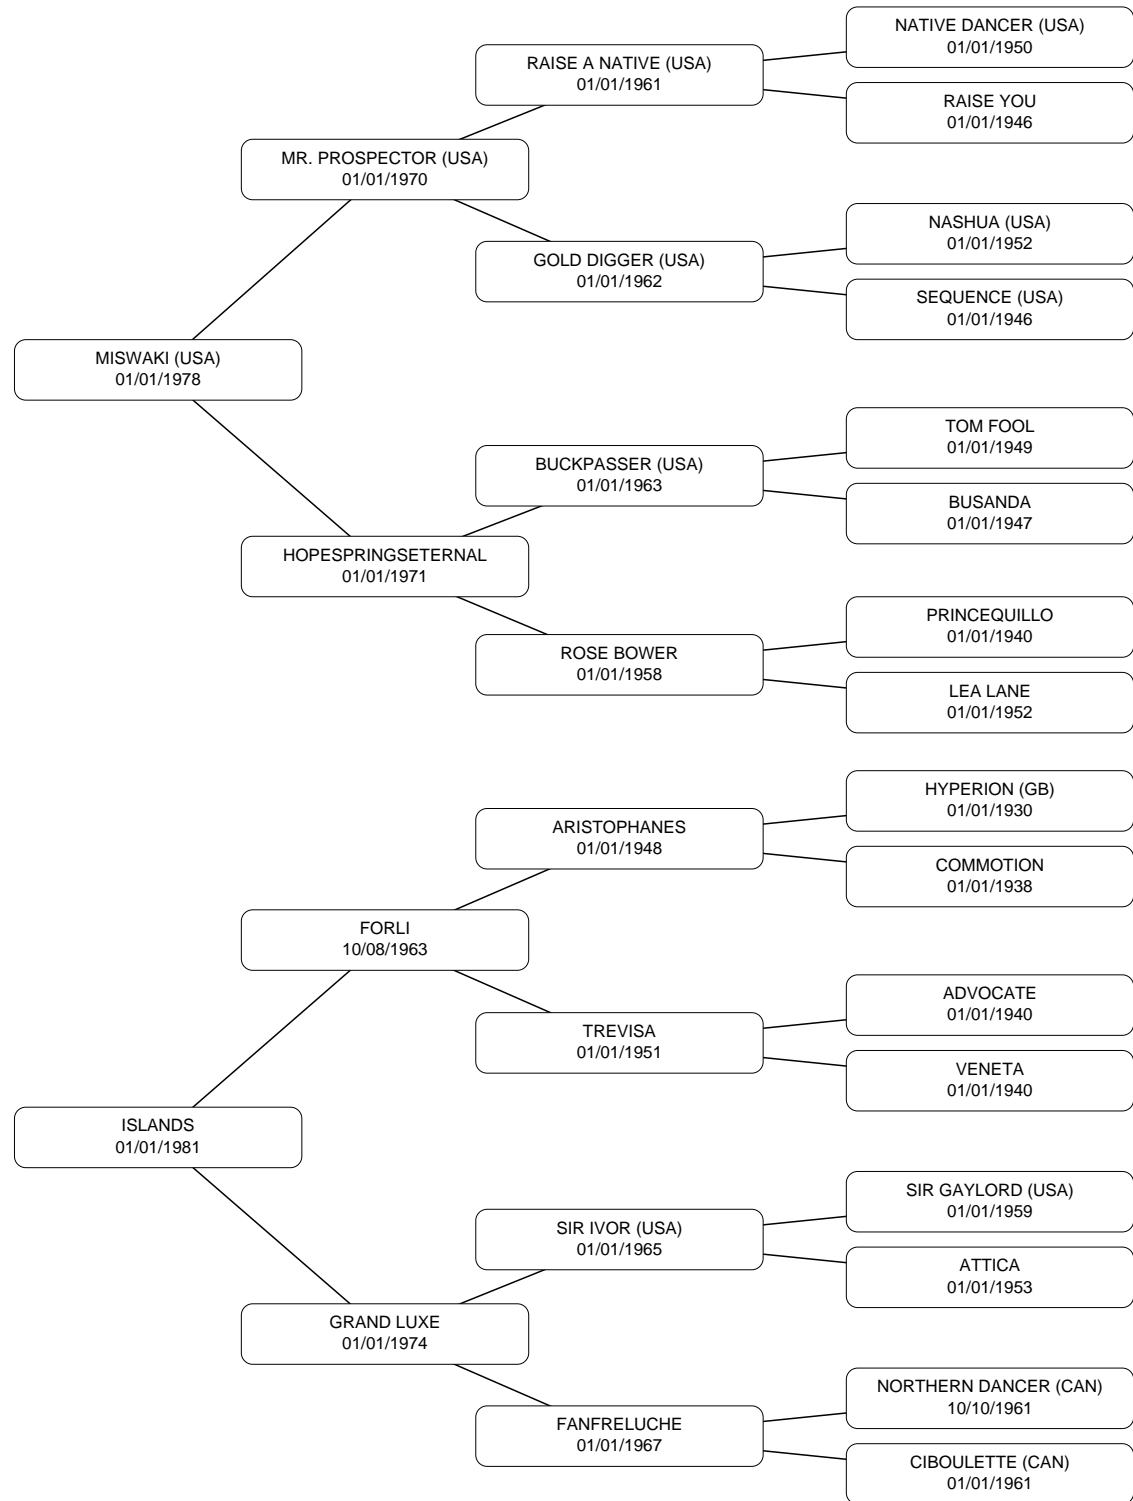 NATIVE DANCER (USA)
01/01/1950
RAISE A NATIVE (USA)
01/01/1961
RAISE YOU
01/01/1946
MR. PROSPECTOR (USA)
01/01/1970
NASHUA (USA)
01/01/1952
GOLD DIGGER (USA)
01/01/1962
SEQUENCE (USA)
01/01/1946
MISWAKI (USA)
01/01/1978
TOM FOOL
01/01/1949
BUCKPASSER (USA)
01/01/1963
BUSANDA
01/01/1947
HOPESPRINGSETERNAL
01/01/1971
PRINCEQUILLO
01/01/1940
ROSE BOWER
01/01/1958
LEA LANE
01/01/1952
HYPERION (GB)
01/01/1930
ARISTOPHANES
01/01/1948
COMMOTION
01/01/1938
FORLI
10/08/1963
ADVOCATE
01/01/1940
TREVISA
01/01/1951
VENETA
01/01/1940
ISLANDS
01/01/1981
SIR GAYLORD (USA)
01/01/1959
SIR IVOR (USA)
01/01/1965
ATTICA
01/01/1953
GRAND LUXE
01/01/1974
NORTHERN DANCER (CAN)
10/10/1961
FANFRELUCHE
01/01/1967
CIBOULETTE (CAN)
01/01/1961